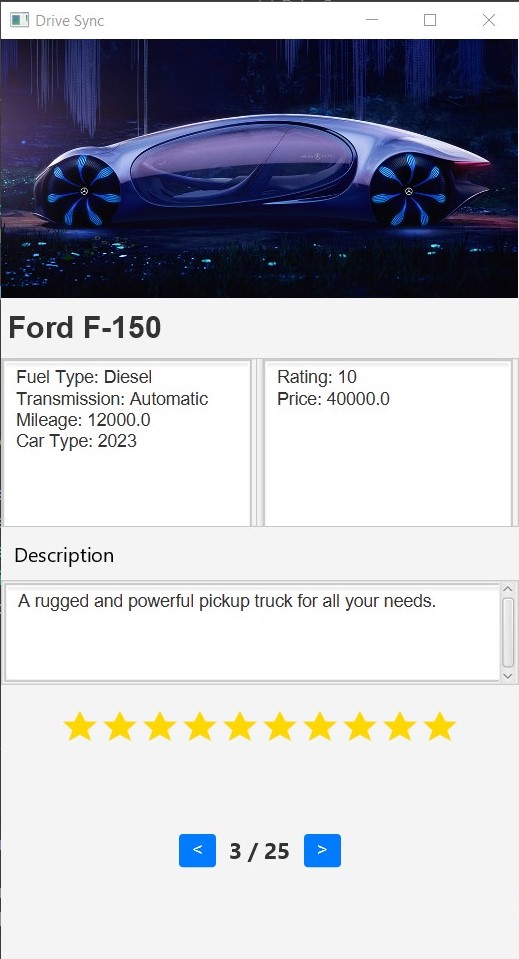 Drive Sync
Ford F-150
Fuel Type: Diesel
Transmission: Automatic
Mileage: 12000.0
Car Type: 2023
Rating: 10
Price: 40000.0
Description
A rugged and powerful pickup truck for all your needs.
< 3 / 25 >